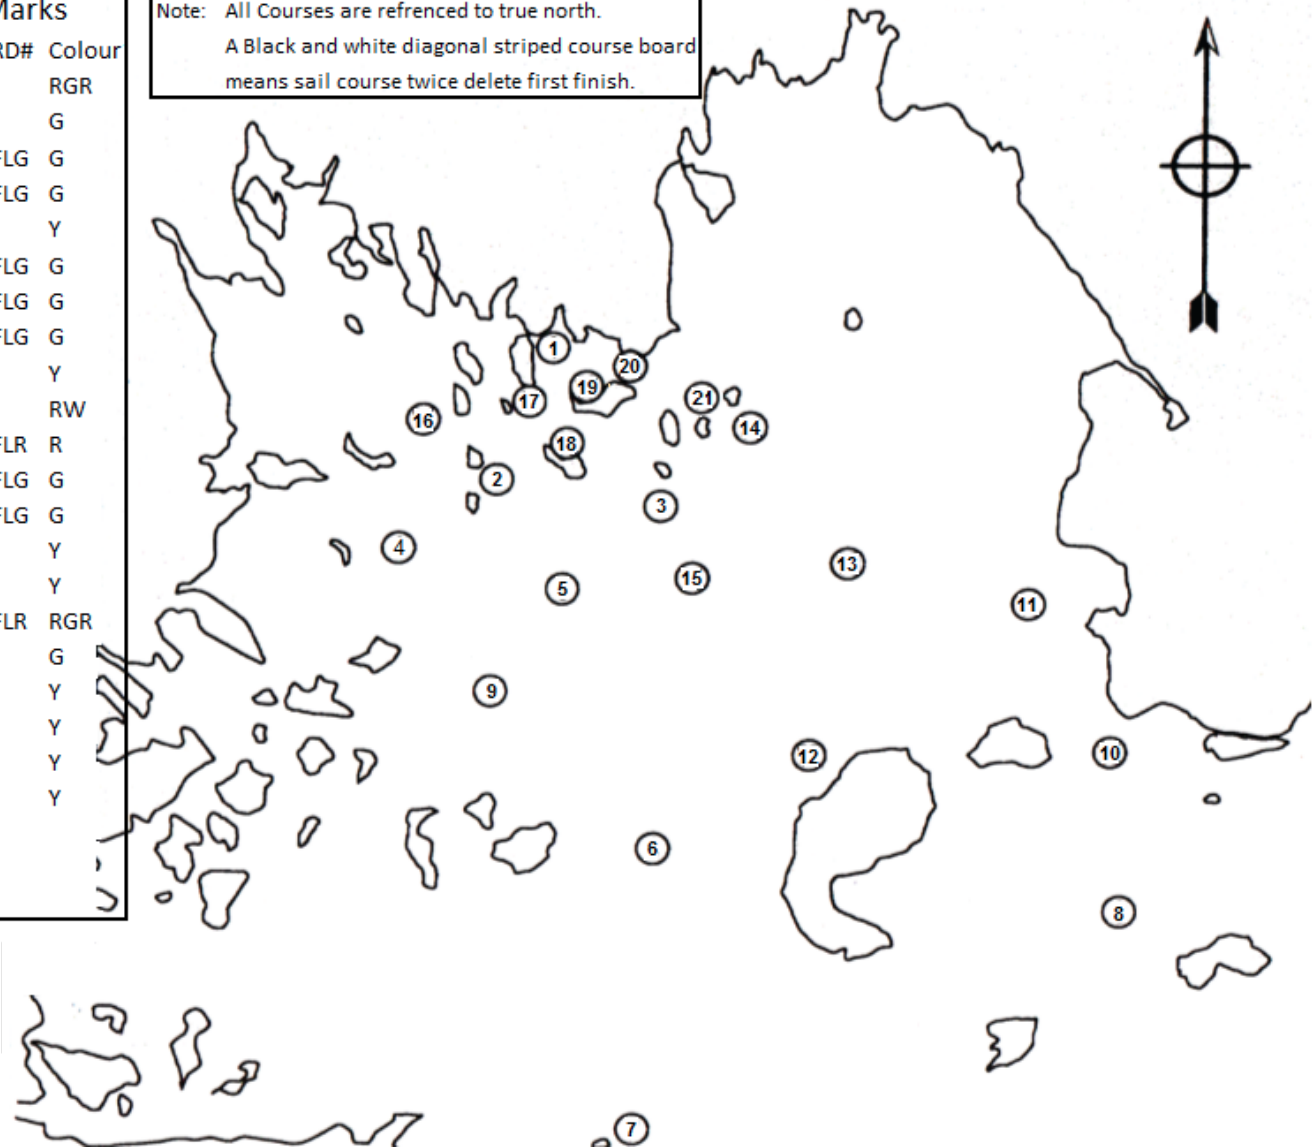 Marks
RD# Colour
RGR
G
FLG G
FLG G
Y
FLG G
FLG G
FLG G
Y
RW
FLR R
FLG G
FLG G
Y
Y
FLR RGR
G
Y
Y
Y
Y
Note: All Courses are refrenced to true north.
A Black and white diagonal striped course board
means sail course twice delete first finish.
1
20
19
17
21
16
14
18
2
3
4
13
15
5
11
9
10
12
6
8
7